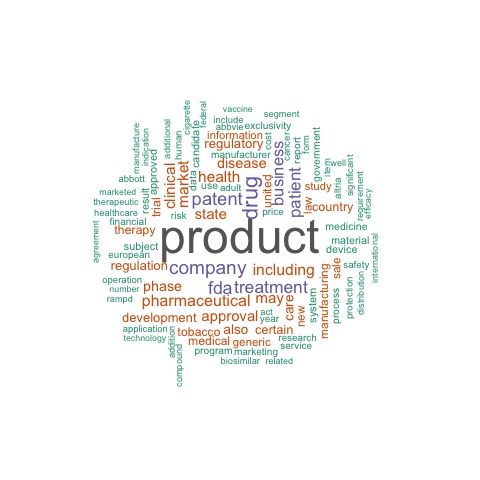 vaccine
segment
federal
cigarette
include
abbvie
exclusivity
manufacture
indication
additional
human
candidate
information
regulatory
cost
cancer
report
form
government
manufacturer
business
abbott
approved
clinical
market
data
disease
health
united
patient
study
item
well
significant
marketed
therapeutic
result
use
adult
drug
law
altria
requirement
efficacy
healthcare
trial
risk
patent
price
country
financial
state
agreement
therapy
product
medicine
subject
material
european
device
regulation
company
including
safety
international
operation
number
phase
fda
treatment
sale
rampd
pharmaceutical
may
care
new
system
manufacturing
process
protection
distribution
development
approval
act
year
application
technology
tobacco
also
certain
addition
medical
generic
research
service
compound
program
marketing
biosimilar
related